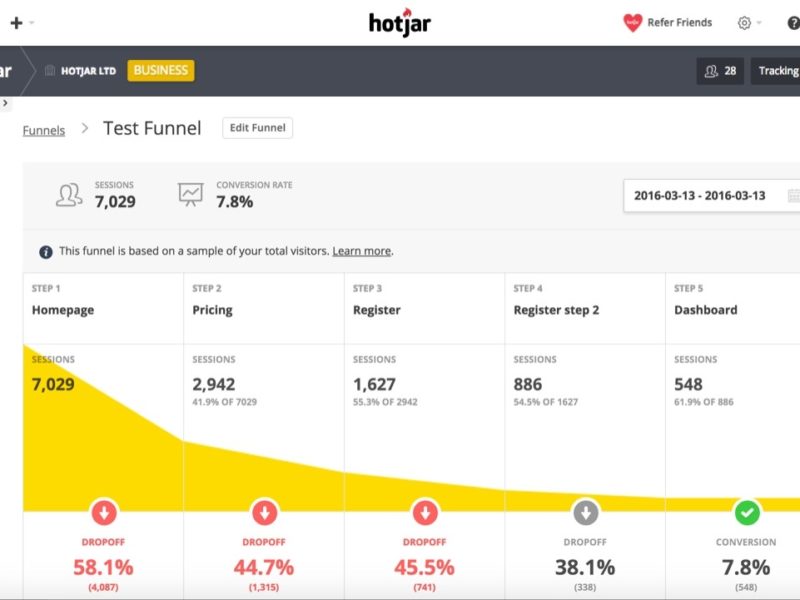 +
hotjar
Refer Friends
?
ar
HOTJAR LTD
BUSINESS
28
Tracking
>
Funnels
Test Funnel
Edit Funnel
SESSIONS
7,029
CONVERSION RATE
7.8%
2016-03-13 - 2016-03-13
i This funnel is based on a sample of your total visitors. Learn more.
STEP 1
Homepage
SESSIONS
7,029
DROPOFF
58.1%
(4,087)
STEP 2
Pricing
SESSIONS
2,942
41.9% OF 7029
DROPOFF
44.7%
(1,315)
STEP 3
Register
SESSIONS
1,627
55.3% OF 2942
DROPOFF
45.5%
(741)
STEP 4
Register step 2
SESSIONS
886
54.5% OF 1627
DROPOFF
38.1%
(338)
STEP 5
Dashboard
SESSIONS
548
61.9% OF 886
CONVERSION
7.8%
(548)